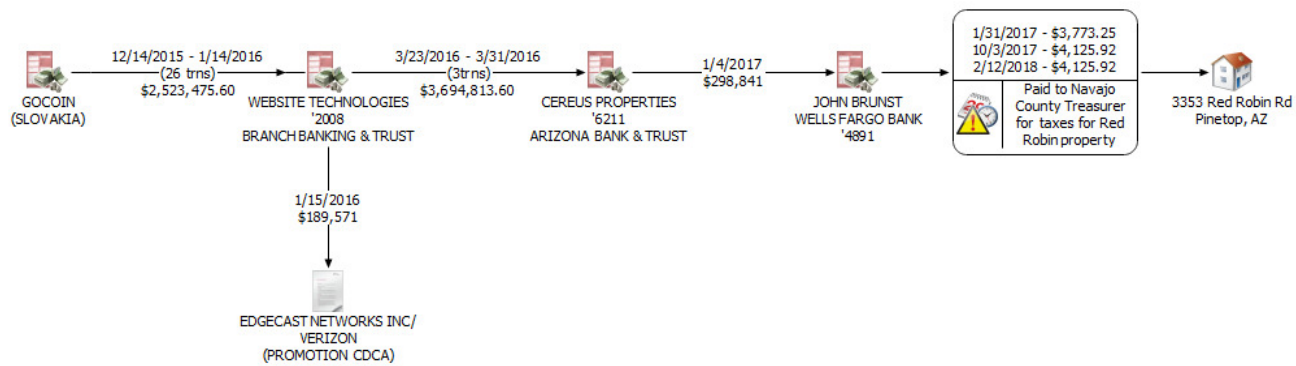 12/14/2015 - 1/14/2016
(26 trns)
$2,523,475.60
GOCOIN
(SLOVAKIA)
3/23/2016 - 3/31/2016
(3trns)
$3,694,813.60
WEBSITE TECHNOLOGIES
'2008
BRANCH BANKING & TRUST
1/4/2017
$298,841
CEREUS PROPERTIES
'6211
ARIZONA BANK & TRUST
JOHN BRUNST
WELLS FARGO BANK
'4891
1/31/2017 - $3,773.25
10/3/2017 - $4,125.92
2/12/2018 - $4,125.92
Paid to Navajo
County Treasurer
for taxes for Red
Robin property
3353 Red Robin Rd
Pinetop, AZ
1/15/2016
$189,571
EDGECAST NETWORKS INC/
VERIZON
(PROMOTION CDCA)